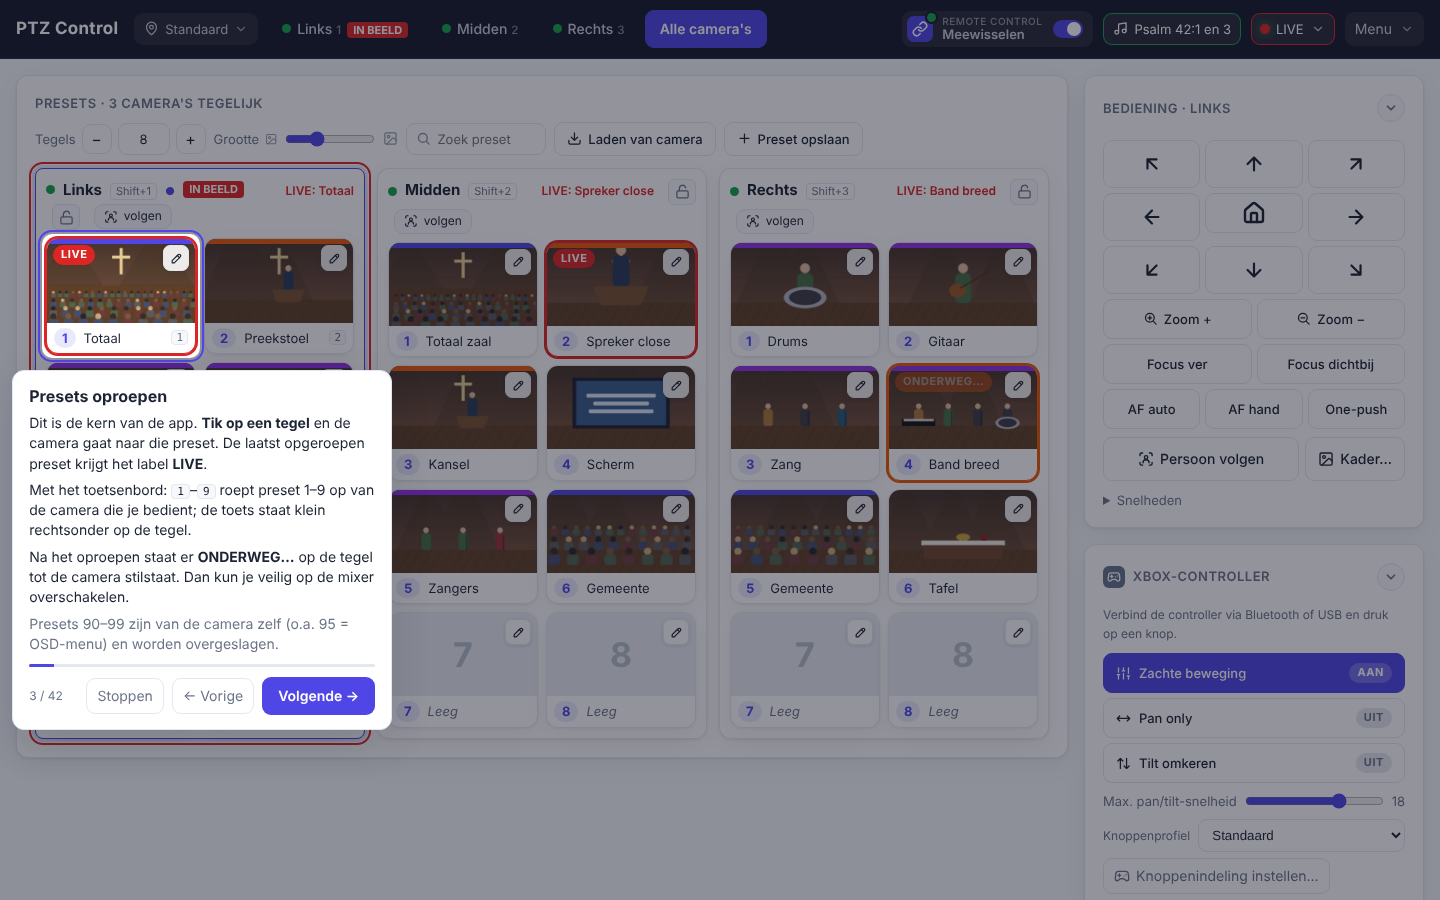 PTZ Control
Standaard
Links 1 IN BEELD
Midden 2
Rechts 3
Alle camera's
REMOTE CONTROL
Meewisselen
Psalm 42:1 en 3
LIVE
Menu
PRESETS · 3 CAMERA'S TEGELIJK
Tegels − 8 + Grootte
Zoek preset
Laden van camera
+ Preset opslaan
Links Shift+1 IN BEELD LIVE: Totaal
volgen
LIVE
1 Totaal 1
2 Preekstoel 2
Midden Shift+2 LIVE: Spreker close
volgen
1 Totaal zaal
LIVE
2 Spreker close
3 Kansel
4 Scherm
5 Zangers
6 Gemeente
7
7 Leeg
8
8 Leeg
Rechts Shift+3 LIVE: Band breed
volgen
1 Drums
2 Gitaar
3 Zang
ONDERWEG...
4 Band breed
5 Gemeente
6 Tafel
7
7 Leeg
8
8 Leeg
Presets oproepen
Dit is de kern van de app. Tik op een tegel en de
camera gaat naar die preset. De laatst opgeroepen
preset krijgt het label LIVE.
Met het toetsenbord: 1–9 roept preset 1–9 op van
de camera die je bedient; de toets staat klein
rechtsonder op de tegel.
Na het oproepen staat er ONDERWEG... op de tegel
tot de camera stilstaat. Dan kun je veilig op de mixer
overschakelen.
Presets 90–99 zijn van de camera zelf (o.a. 95 =
OSD-menu) en worden overgeslagen.
3 / 42
Stoppen
← Vorige
Volgende →
BEDIENING · LINKS
Zoom +
Zoom −
Focus ver
Focus dichtbij
AF auto
AF hand
One-push
Persoon volgen
Kader...
Snelheden
XBOX-CONTROLLER
Verbind de controller via Bluetooth of USB en druk
op een knop.
Zachte beweging AAN
Pan only UIT
Tilt omkeren UIT
Max. pan/tilt-snelheid 18
Knoppenprofiel Standaard
Knoppenindeling instellen...